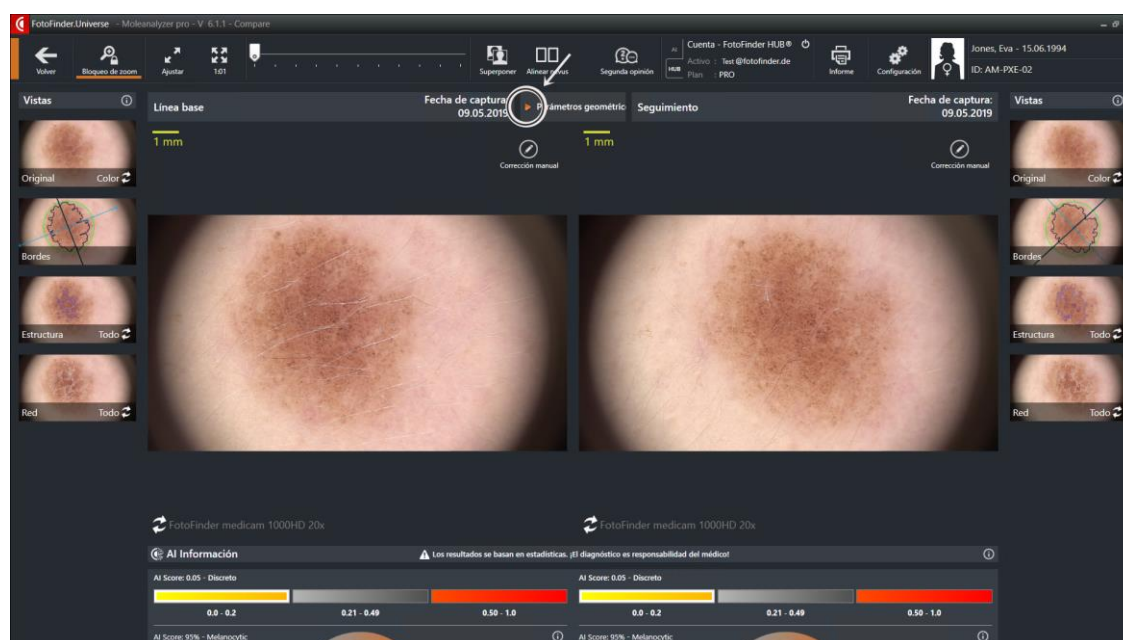 FotoFinder.Universe - Moleanalyzer pro - V 6.1.1 - Compare
Volver
Bloqueo de zoom
Ajustar
1:01
Superponer
Alinear nevus
Segunda opinión
AI
HUB
Cuenta - FotoFinder HUB®
Activo : Test@fotofinder.de
Plan : PRO
Informe
Configuración
Jones, Eva - 15.06.1994
ID: AM-PXE-02
Vistas
Línea base
Fecha de captura:
09.05.2019
Parámetros geométric
Seguimiento
Fecha de captura:
09.05.2019
Vistas
1 mm
Corrección manual
1 mm
Corrección manual
Original Color
Bordes
Estructura Todo
Red Todo
Original Color
Bordes
Estructura Todo
Red Todo
FotoFinder medicam 1000HD 20x
FotoFinder medicam 1000HD 20x
AI Información
Los resultados se basan en estadísticas. ¡El diagnóstico es responsabilidad del médico!
AI Score: 0.05 - Discreto
0.0 - 0.2 0.21 - 0.49 0.50 - 1.0
AI Score: 0.05 - Discreto
0.0 - 0.2 0.21 - 0.49 0.50 - 1.0
AI Score: 95% - Melanocytic
AI Score: 95% - Melanocytic